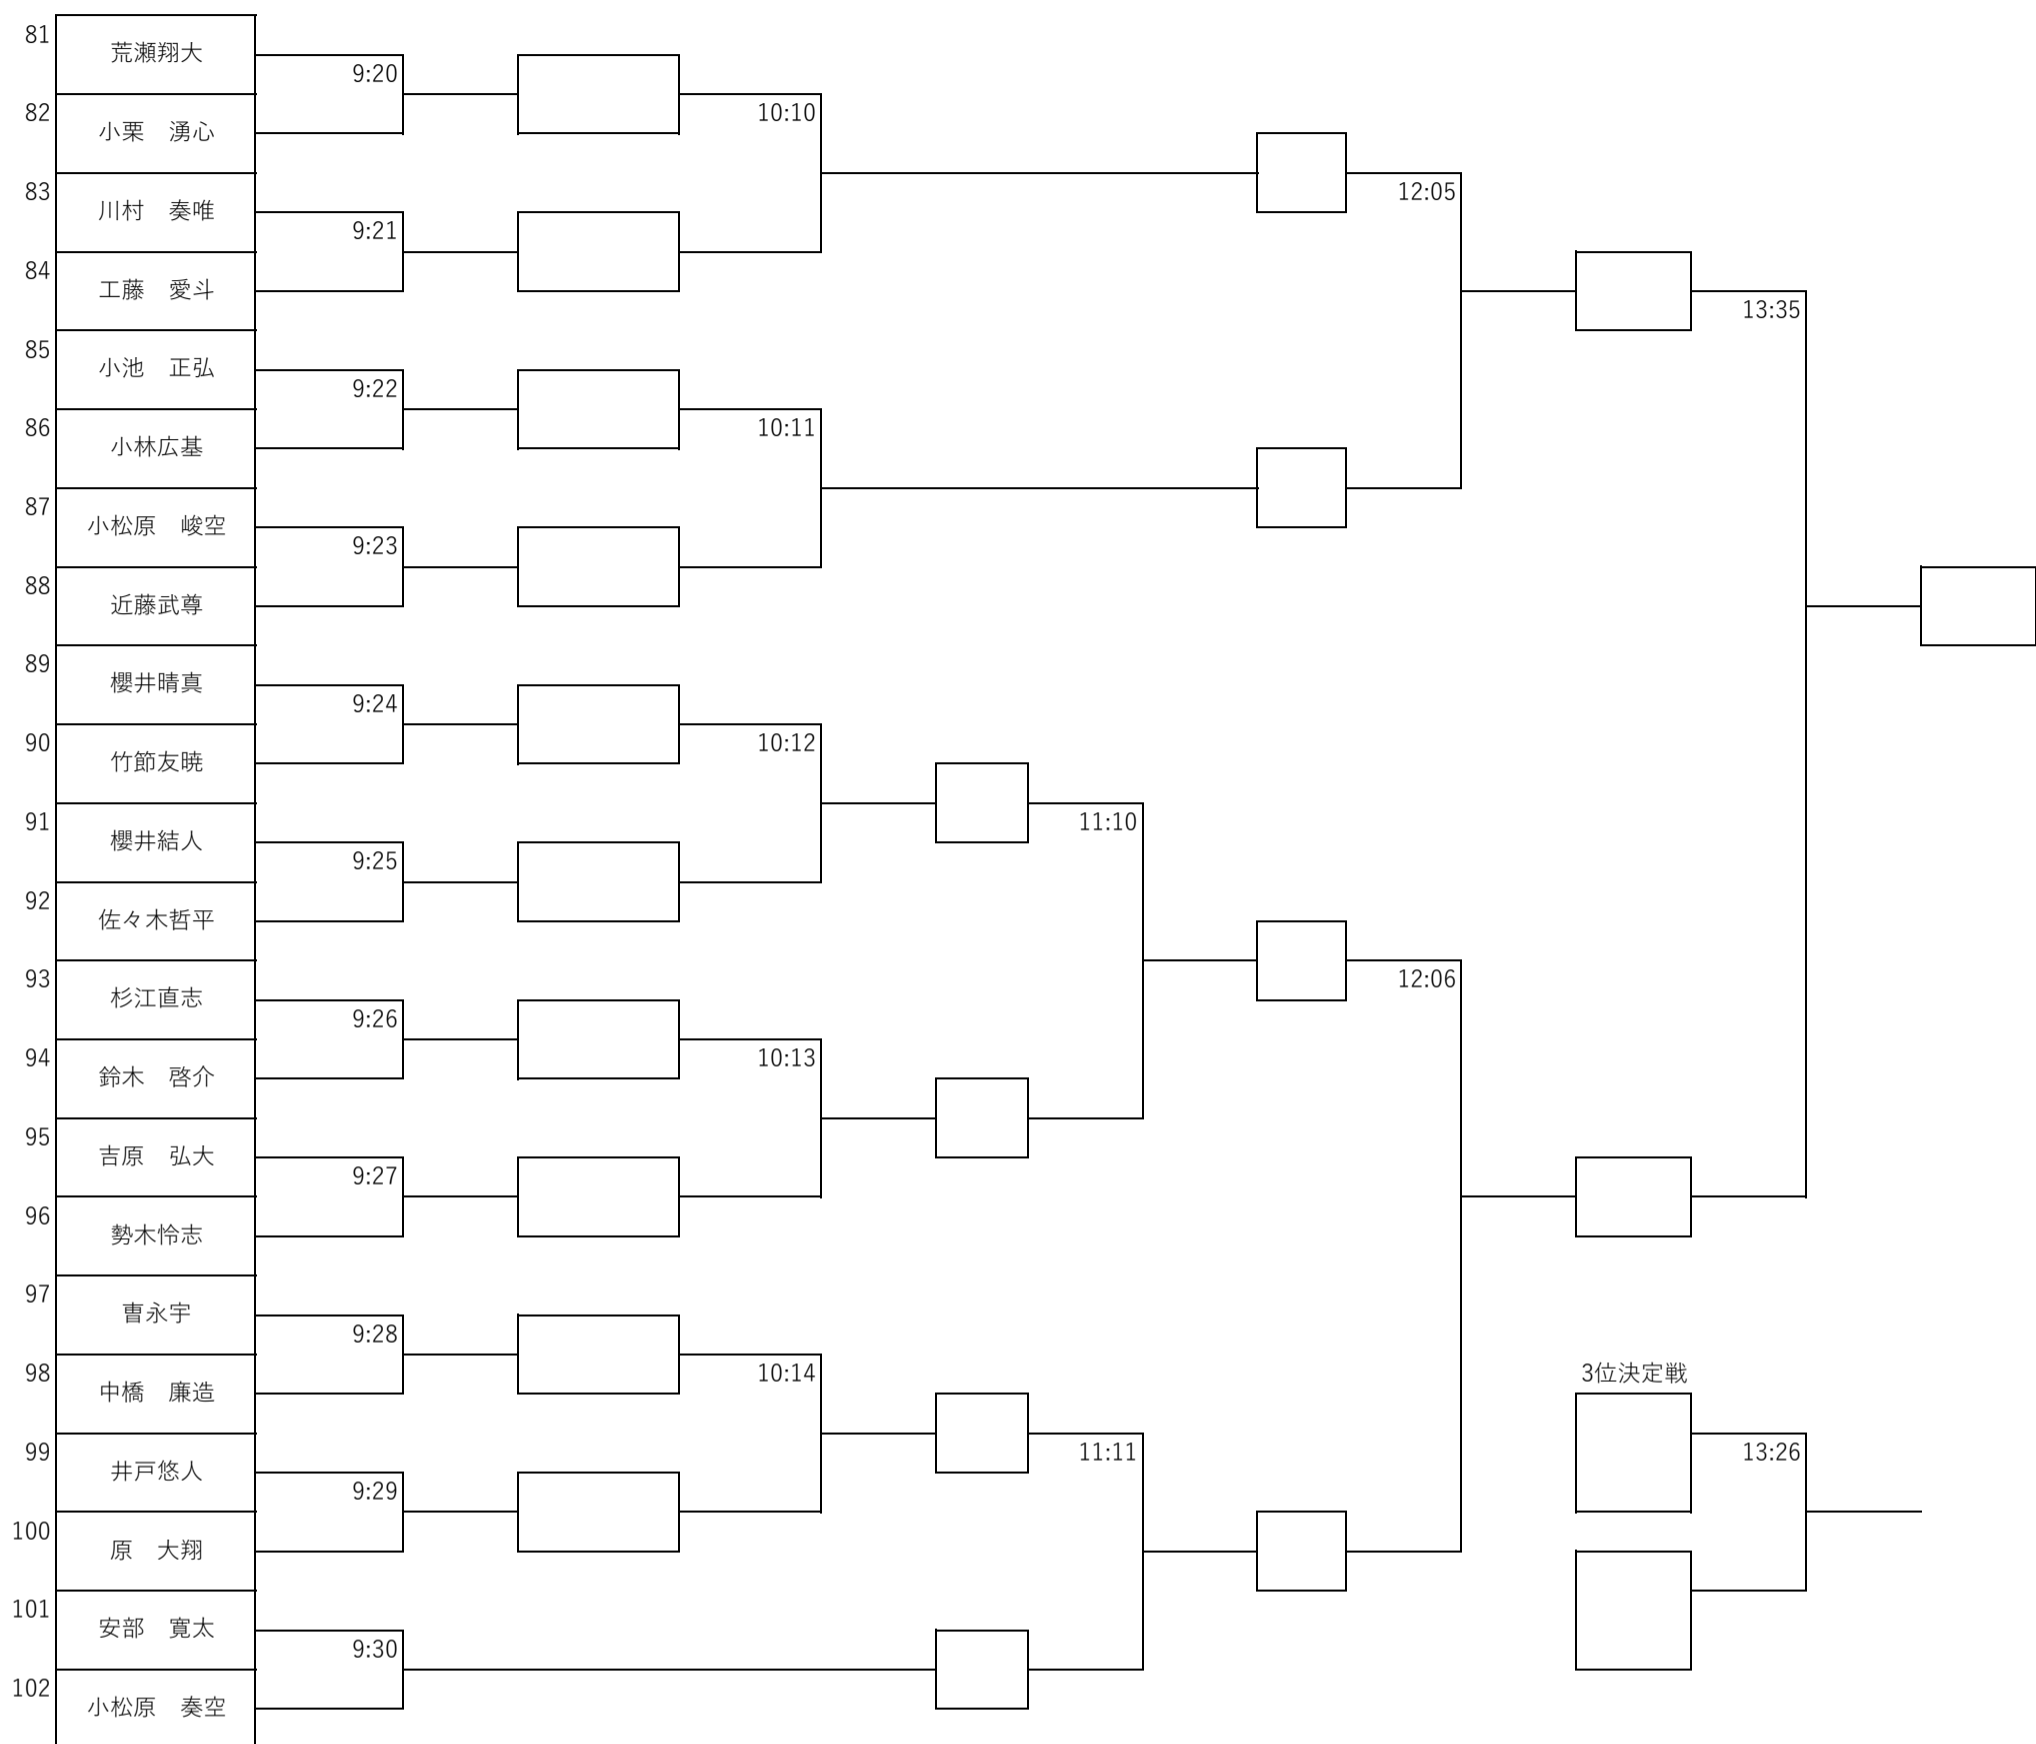 81 荒瀬翔大
9:20 10:10
82 小栗　湧心
83 川村　奏唯 12:05
9:21
84 工藤　愛斗
13:35
85 小池　正弘
9:22 10:11
86 小林広基
87 小松原　峻空
9:23
88 近藤武尊
89 櫻井晴真
9:24 10:12
90 竹節友暁
91 櫻井結人 11:10
9:25
92 佐々木哲平
93 杉江直志 12:06
9:26 10:13
94 鈴木　啓介
95 吉原　弘大
9:27
96 勢木怜志
97 曺永宇
9:28 10:14 3位決定戦
98 中橋　廉造
99 井戸悠人 11:11 13:26
9:29
100 原　大翔
101 安部　寛太
9:30
102 小松原　奏空